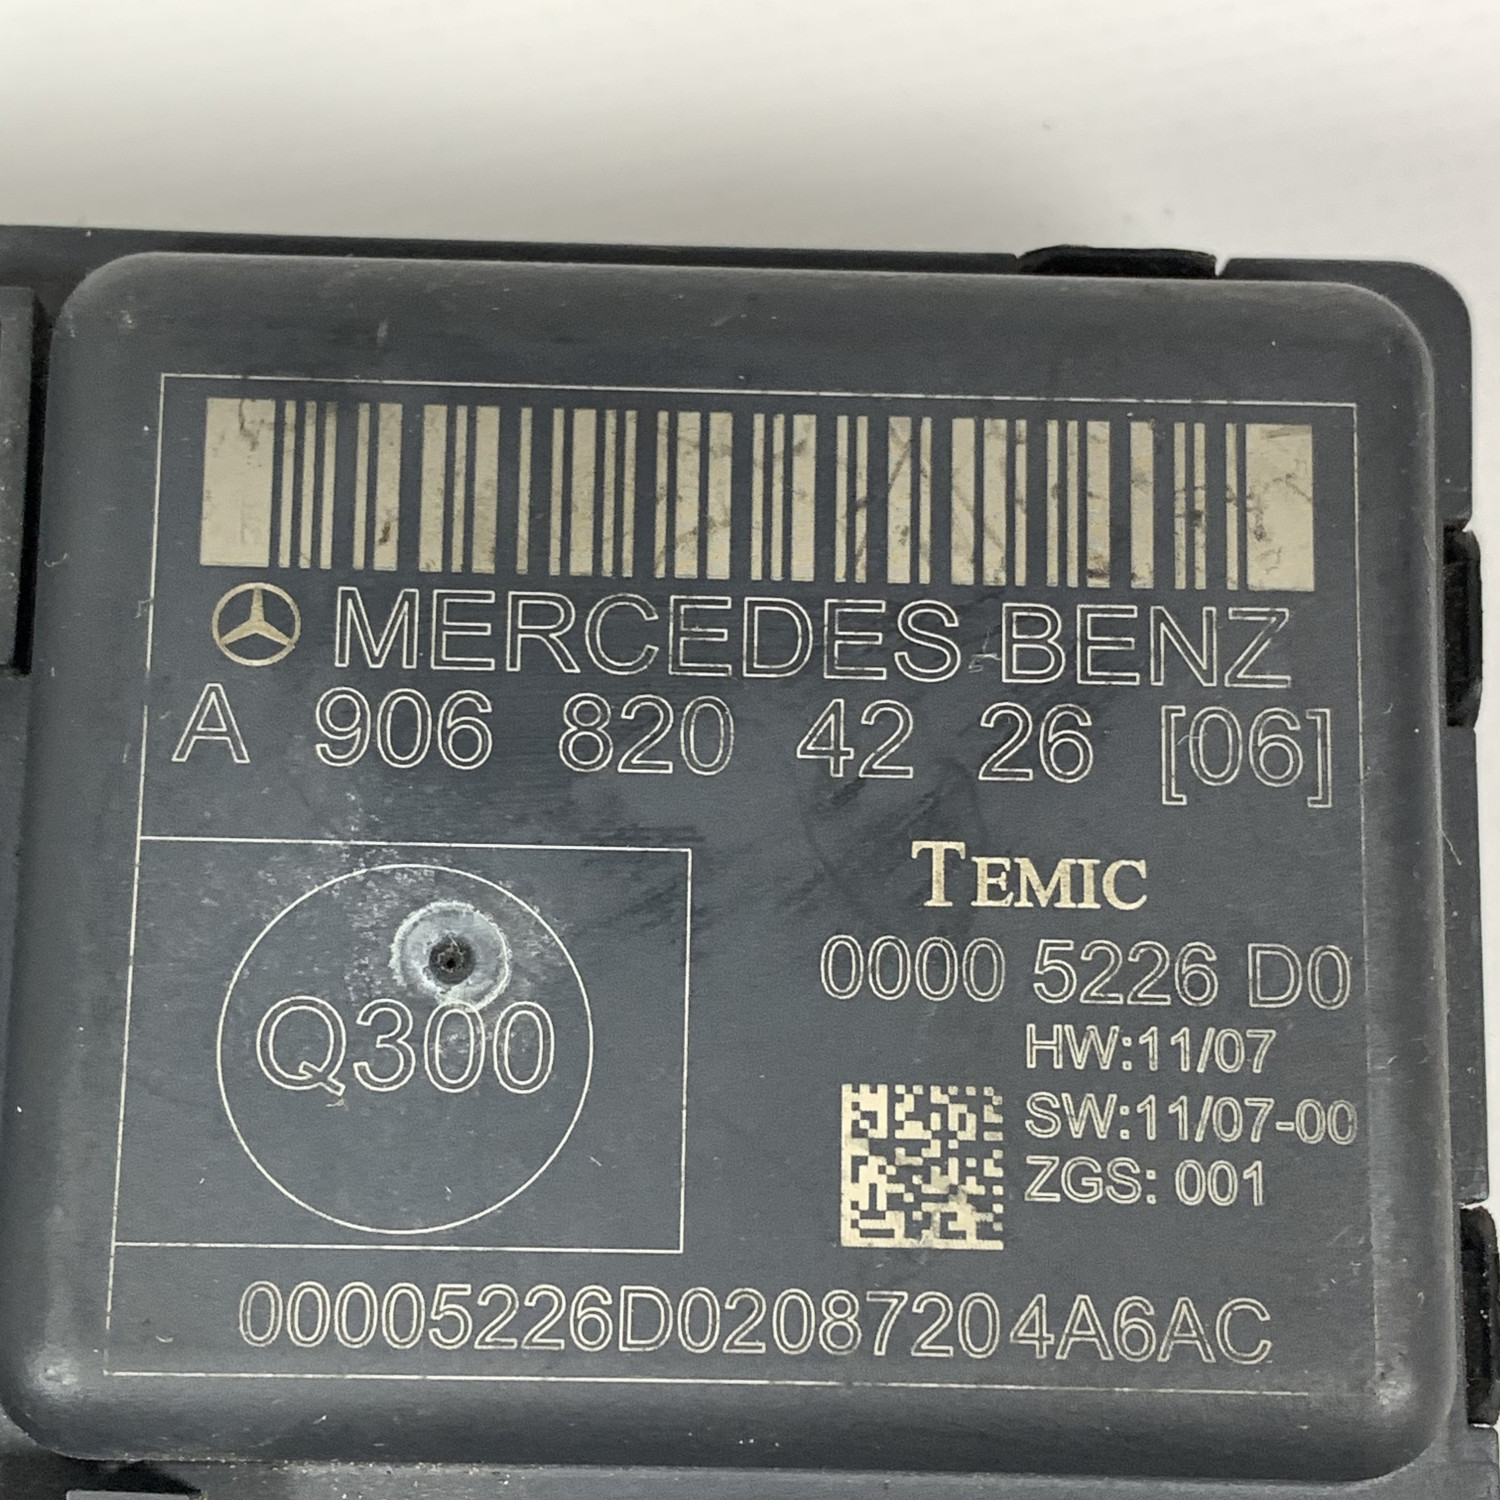 MERCEDES BENZ
A 906 820 42 26 [06]
TEMIC
0000 5226 D0
HW:11/07
SW:11/07-00
ZGS: 001
Q300
00005226D02087204A6AC